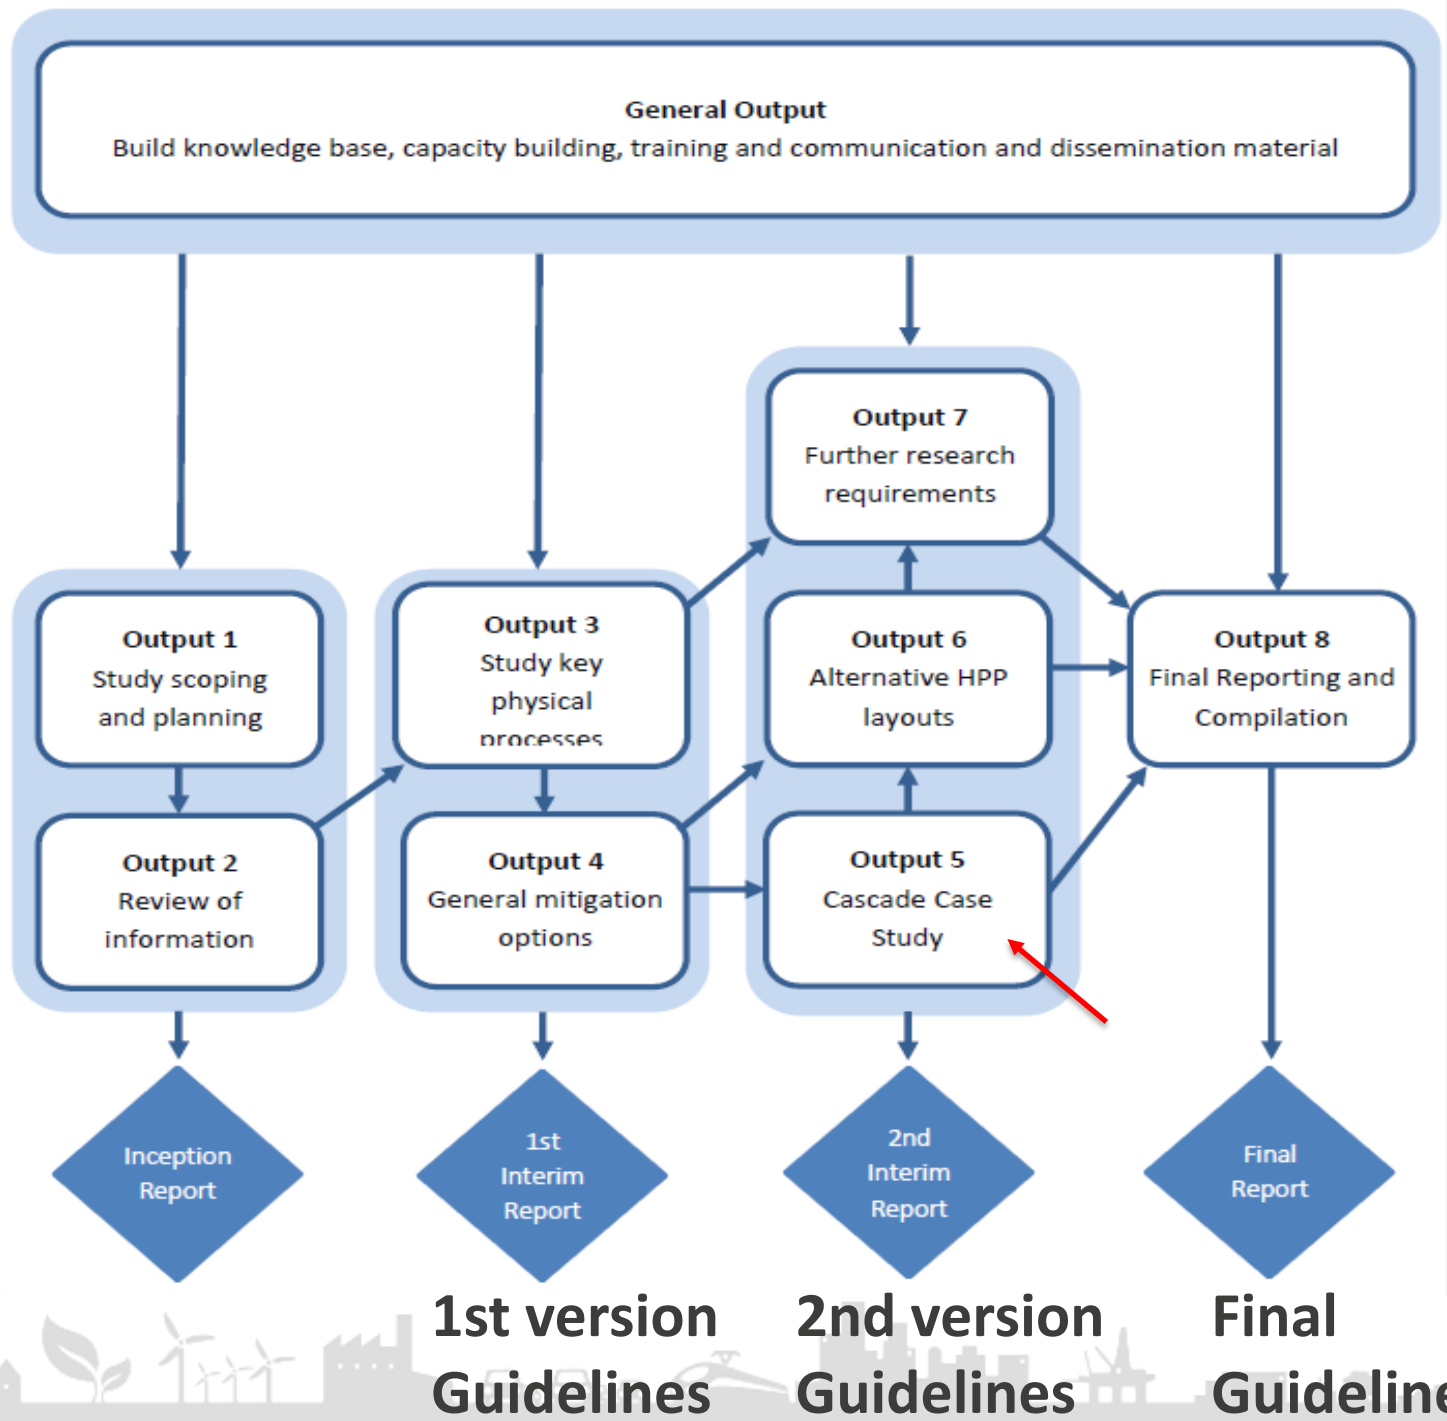 General Output
Build knowledge base, capacity building, training and communication and dissemination material
Output 1
Study scoping
and planning
Output 2
Review of
information
Output 3
Study key
physical
processes
Output 4
General mitigation
options
Output 7
Further research
requirements
Output 6
Alternative HPP
layouts
Output 5
Cascade Case
Study
Output 8
Final Reporting and
Compilation
Inception
Report
1st
Interim
Report
2nd
Interim
Report
Final
Report
1st version
Guidelines
2nd version
Guidelines
Final
Guideline